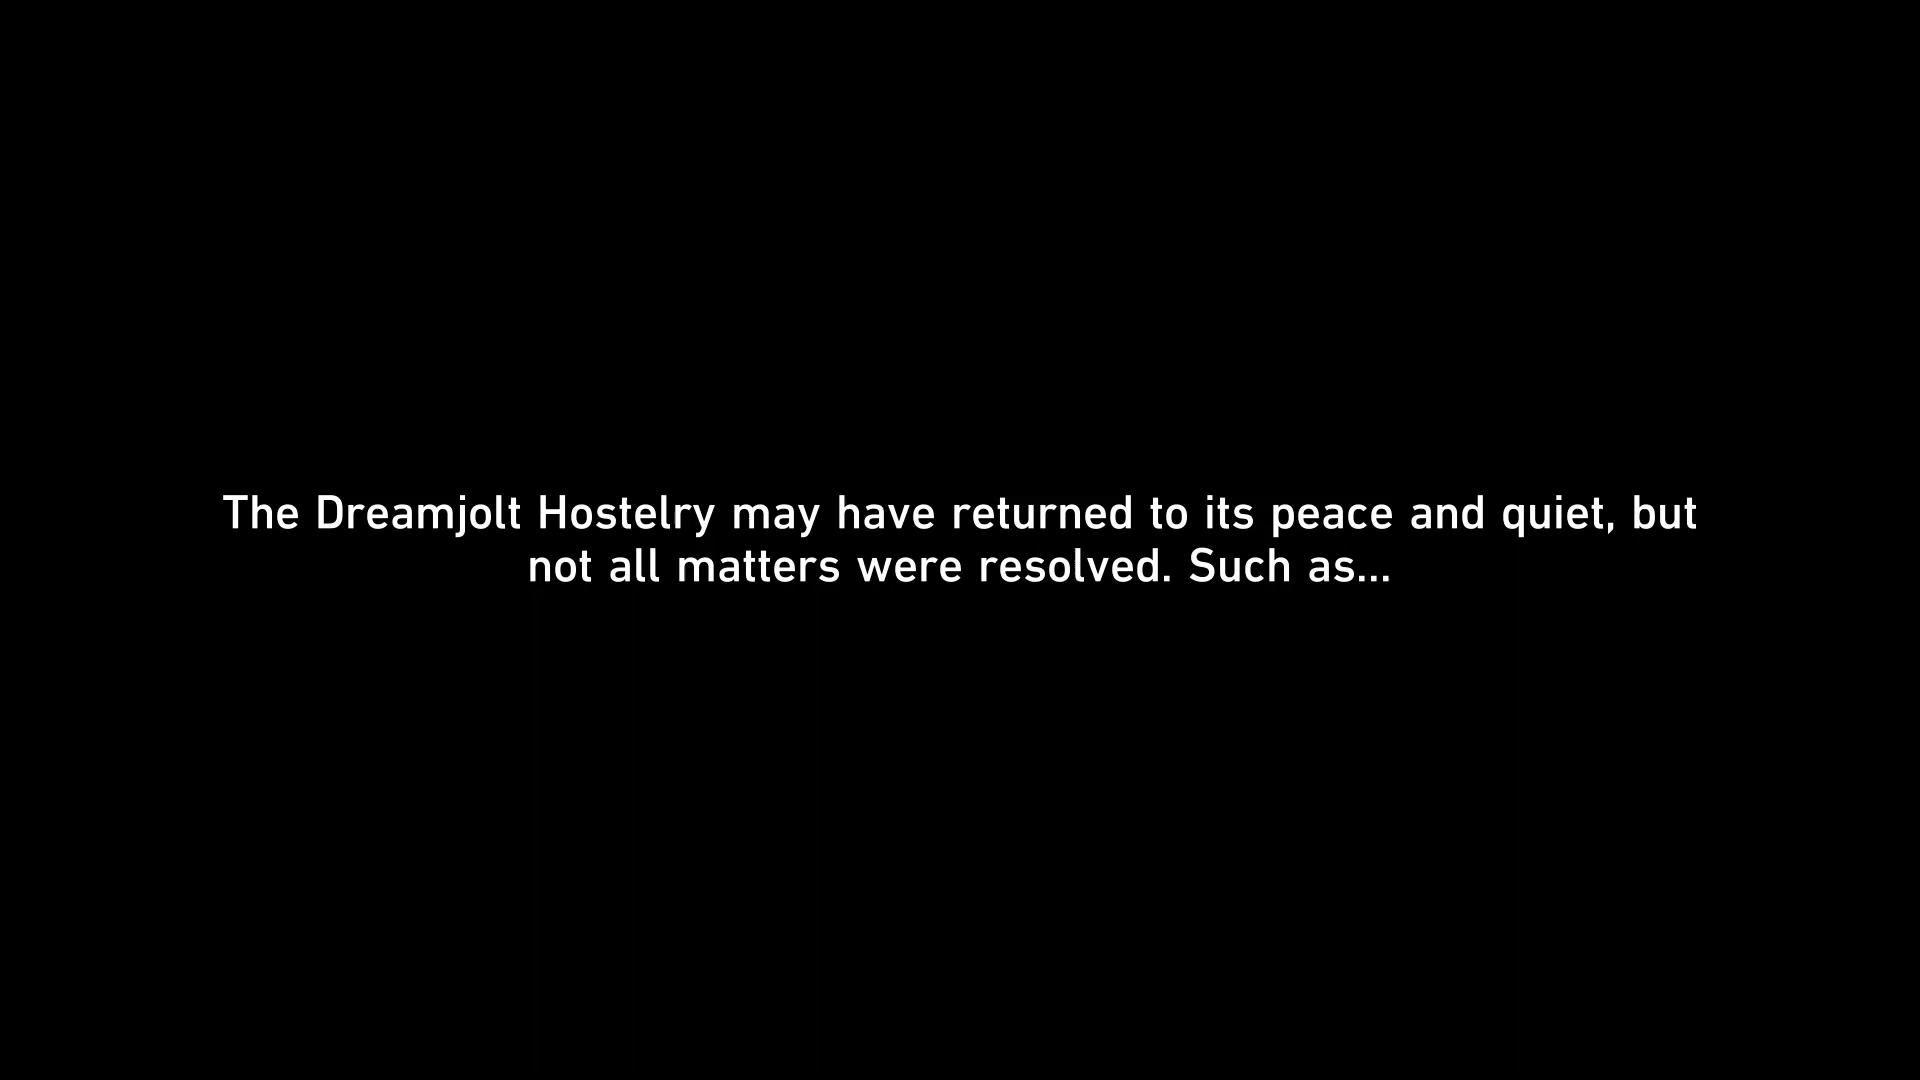 The Dreamjolt Hostelry may have returned to its peace and quiet, but
not all matters were resolved. Such as...